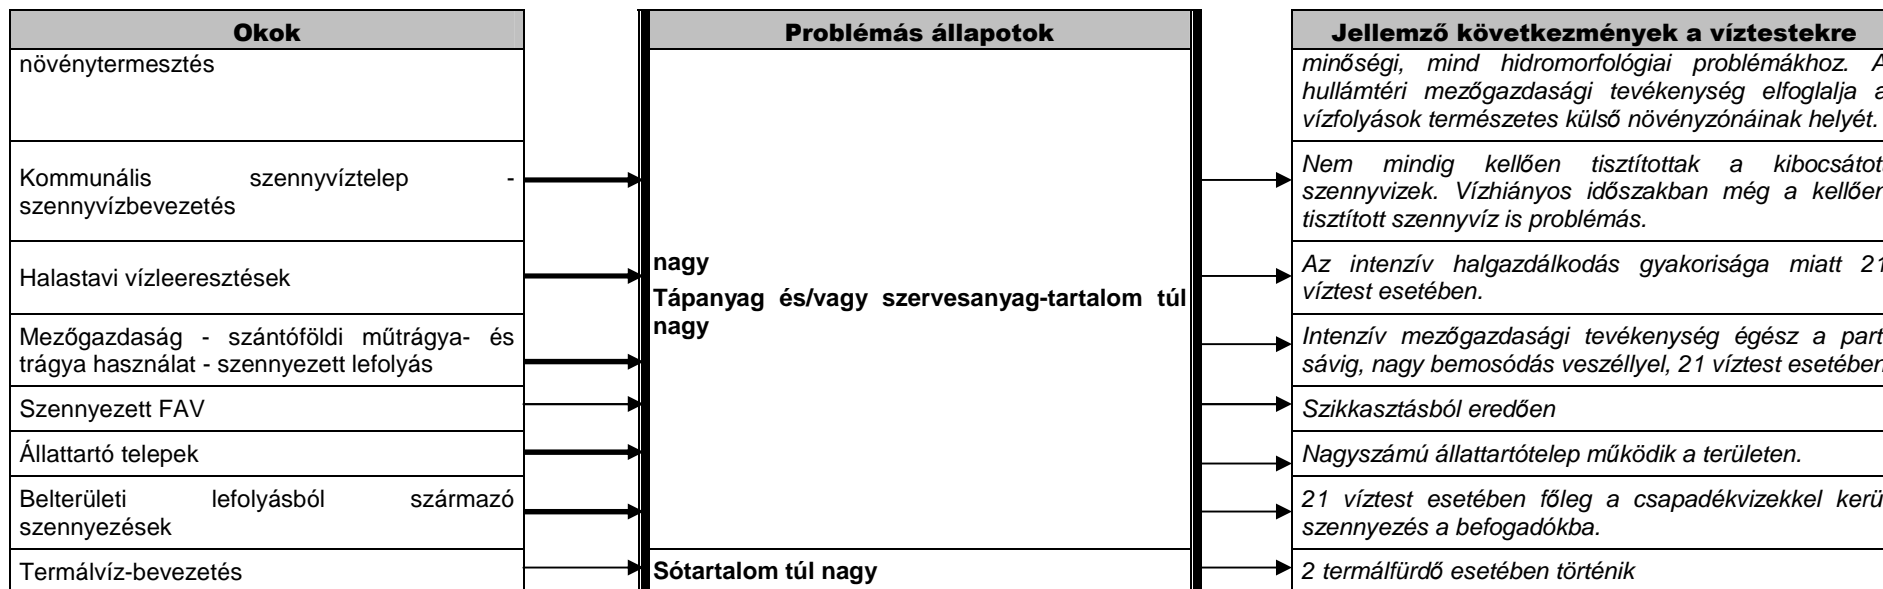 Okok
növénytermesztés
Kommunális szennyvíztelep -
szennyvízbevezetés
Halastavi vízleeresztések
Mezőgazdaság - szántóföldi műtrágya- és
trágya használat - szennyezett lefolyás
Szennyezett FAV
Állattartó telepek
Belterületi lefolyásból származó
szennyezések
Termálvíz-bevezetés
Problémás állapotok
nagy
Tápanyag és/vagy szervesanyag-tartalom túl
nagy
Sótartalom túl nagy
Jellemző következmények a víztestekre
minőségi, mind hidromorfológiai problémákhoz. A
hullámtéri mezőgazdasági tevékenység elfoglalja a
vízfolyások természetes külső növényzónáinak helyét.
Nem mindig kellően tisztítottak a kibocsátott
szennyvizek. Vízhiányos időszakban még a kellően
tisztított szennyvíz is problémás.
Az intenzív halgazdálkodás gyakorisága miatt 21
víztest esetében.
Intenzív mezőgazdasági tevékenység égész a part
sávig, nagy bemosódás veszéllyel, 21 víztest esetében
Szikkasztásból eredően
Nagyszámú állattartótelep működik a területen.
21 víztest esetében főleg a csapadékvizekkel kerü
szennyezés a befogadókba.
2 termálfürdő esetében történik